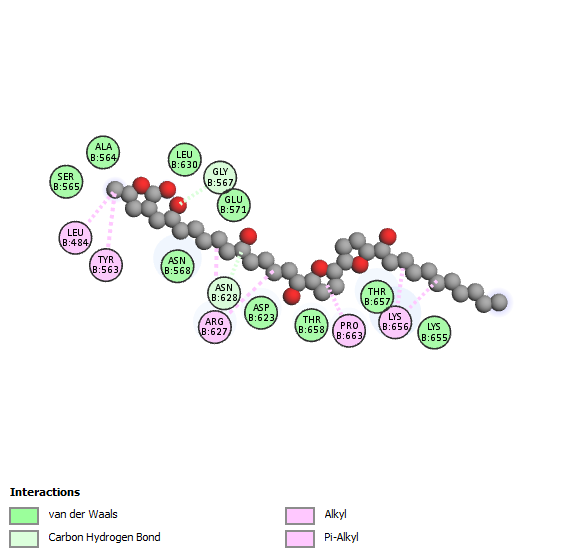 ALA
B:564
LEU
B:630
SER
B:565
GLY
B:567
GLU
B:571
LEU
B:484
TYR
B:563
ASN
B:568
ASN
B:628
THR
B:657
ASP
B:623
ARG
B:627
THR
B:658
PRO
B:663
LYS
B:656
LYS
B:655
Interactions
van der Waals
Alkyl
Carbon Hydrogen Bond
Pi-Alkyl